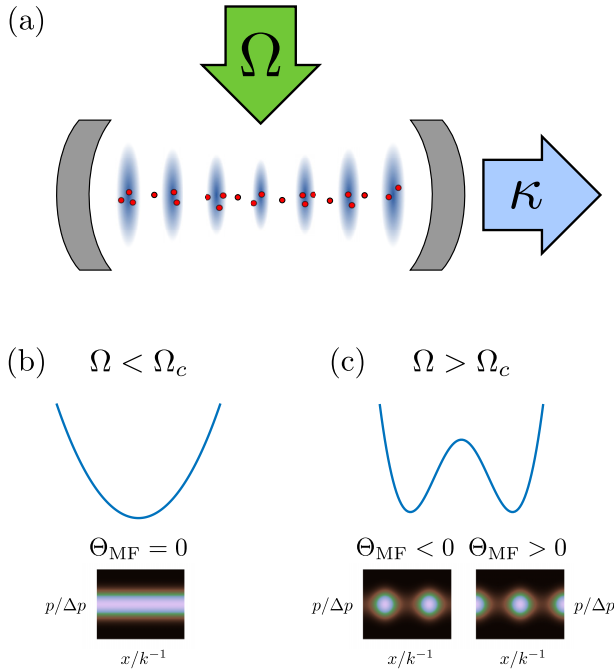 (a)
Ω
κ
(b) Ω < Ω_c
(c) Ω > Ω_c
Θ_MF = 0
Θ_MF < 0 Θ_MF > 0
p/Δp
p/Δp p/Δp
x/k⁻¹
x/k⁻¹ x/k⁻¹